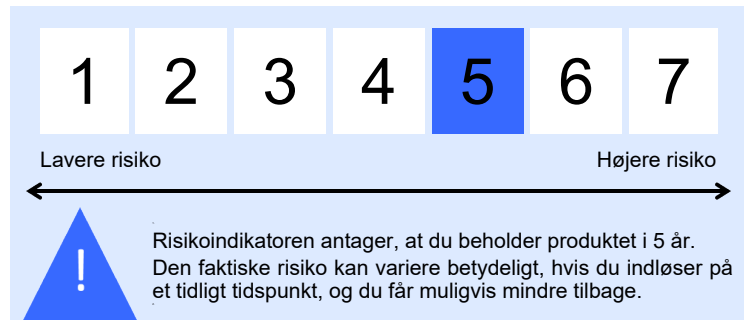 1 2 3 4 5 6 7
Lavere risiko Højere risiko
!
Risikoindikatoren antager, at du beholder produktet i 5 år.
Den faktiske risiko kan variere betydeligt, hvis du indløser på
et tidligt tidspunkt, og du får muligvis mindre tilbage.